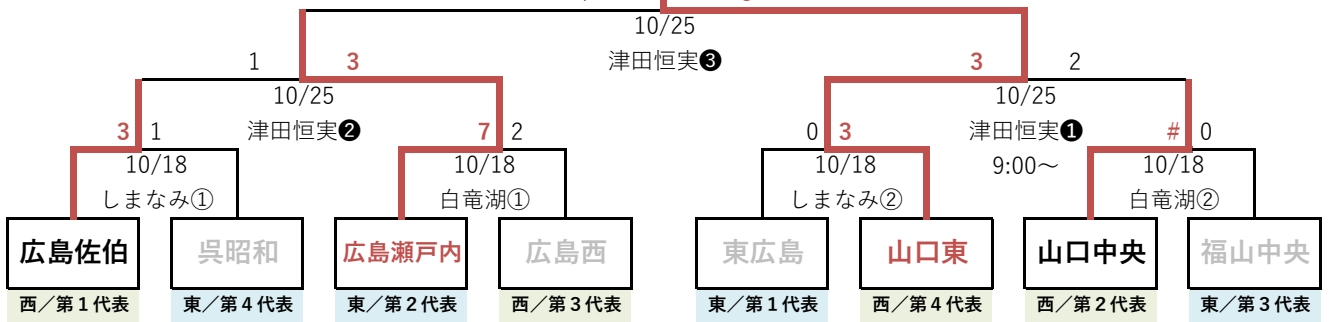 10/25
津田恒実❸
1 3
3 2
10/25
10/25
津田恒実❷
津田恒実❶
9:00～
3 1
7 2
0 3
# 0
10/18
10/18
10/18
10/18
しまなみ①
白竜湖①
しまなみ②
白竜湖②
広島佐伯
呉昭和
広島瀬戸内
広島西
東広島
山口東
山口中央
福山中央
西／第１代表
東／第４代表
東／第２代表
西／第３代表
東／第１代表
西／第４代表
西／第２代表
東／第３代表